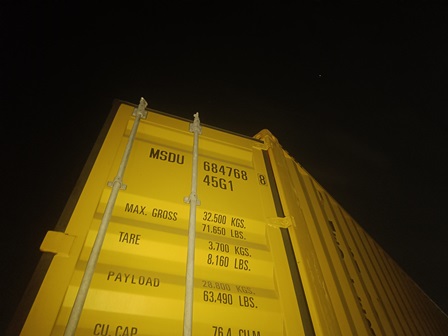 MSDU 684768 8
45G1
MAX. GROSS 32.500 KGS.
71.650 LBS.
TARE 3.700 KGS.
8.160 LBS.
PAYLOAD 28.800 KGS.
63.490 LBS.
CU. CAP. 76.4 CU.M.